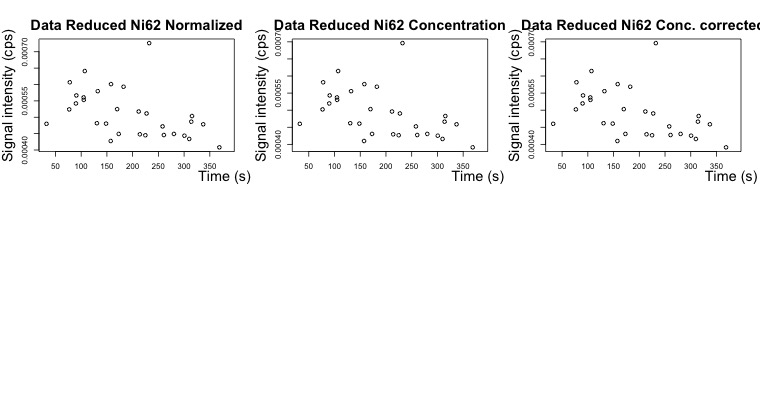 Data Reduced Ni62 Normalized
Signal intensity (cps)
0.00040 0.00055 0.00070
50 100 150 200 250 300 350
Time (s)
Data Reduced Ni62 Concentration
Signal intensity (cps)
0.00040 0.00055 0.00070
50 100 150 200 250 300 350
Time (s)
Data Reduced Ni62 Conc. corrected
Signal intensity (cps)
0.00040 0.00055 0.00070
50 100 150 200 250 300 350
Time (s)